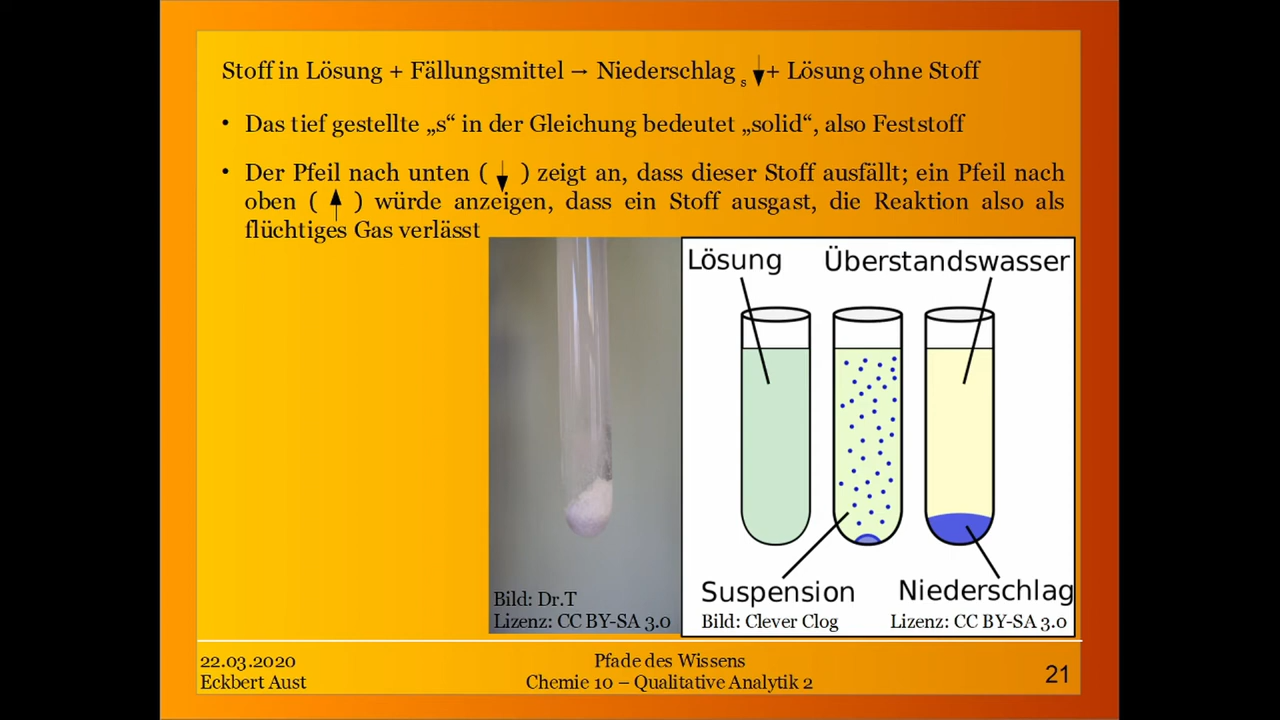 Stoff in Lösung + Fällungsmittel → Niederschlag s ↓ + Lösung ohne Stoff
• Das tief gestellte „s“ in der Gleichung bedeutet „solid“, also Feststoff
• Der Pfeil nach unten ( ↓ ) zeigt an, dass dieser Stoff ausfällt; ein Pfeil nach
oben ( ↑ ) würde anzeigen, dass ein Stoff ausgast, die Reaktion also als
flüchtiges Gas verlässt
Bild: Dr.T
Lizenz: CC BY-SA 3.0
Lösung
Überstandswasser
Suspension
Niederschlag
Bild: Clever Clog
Lizenz: CC BY-SA 3.0
22.03.2020
Eckbert Aust
Pfade des Wissens
Chemie 10 – Qualitative Analytik 2
21